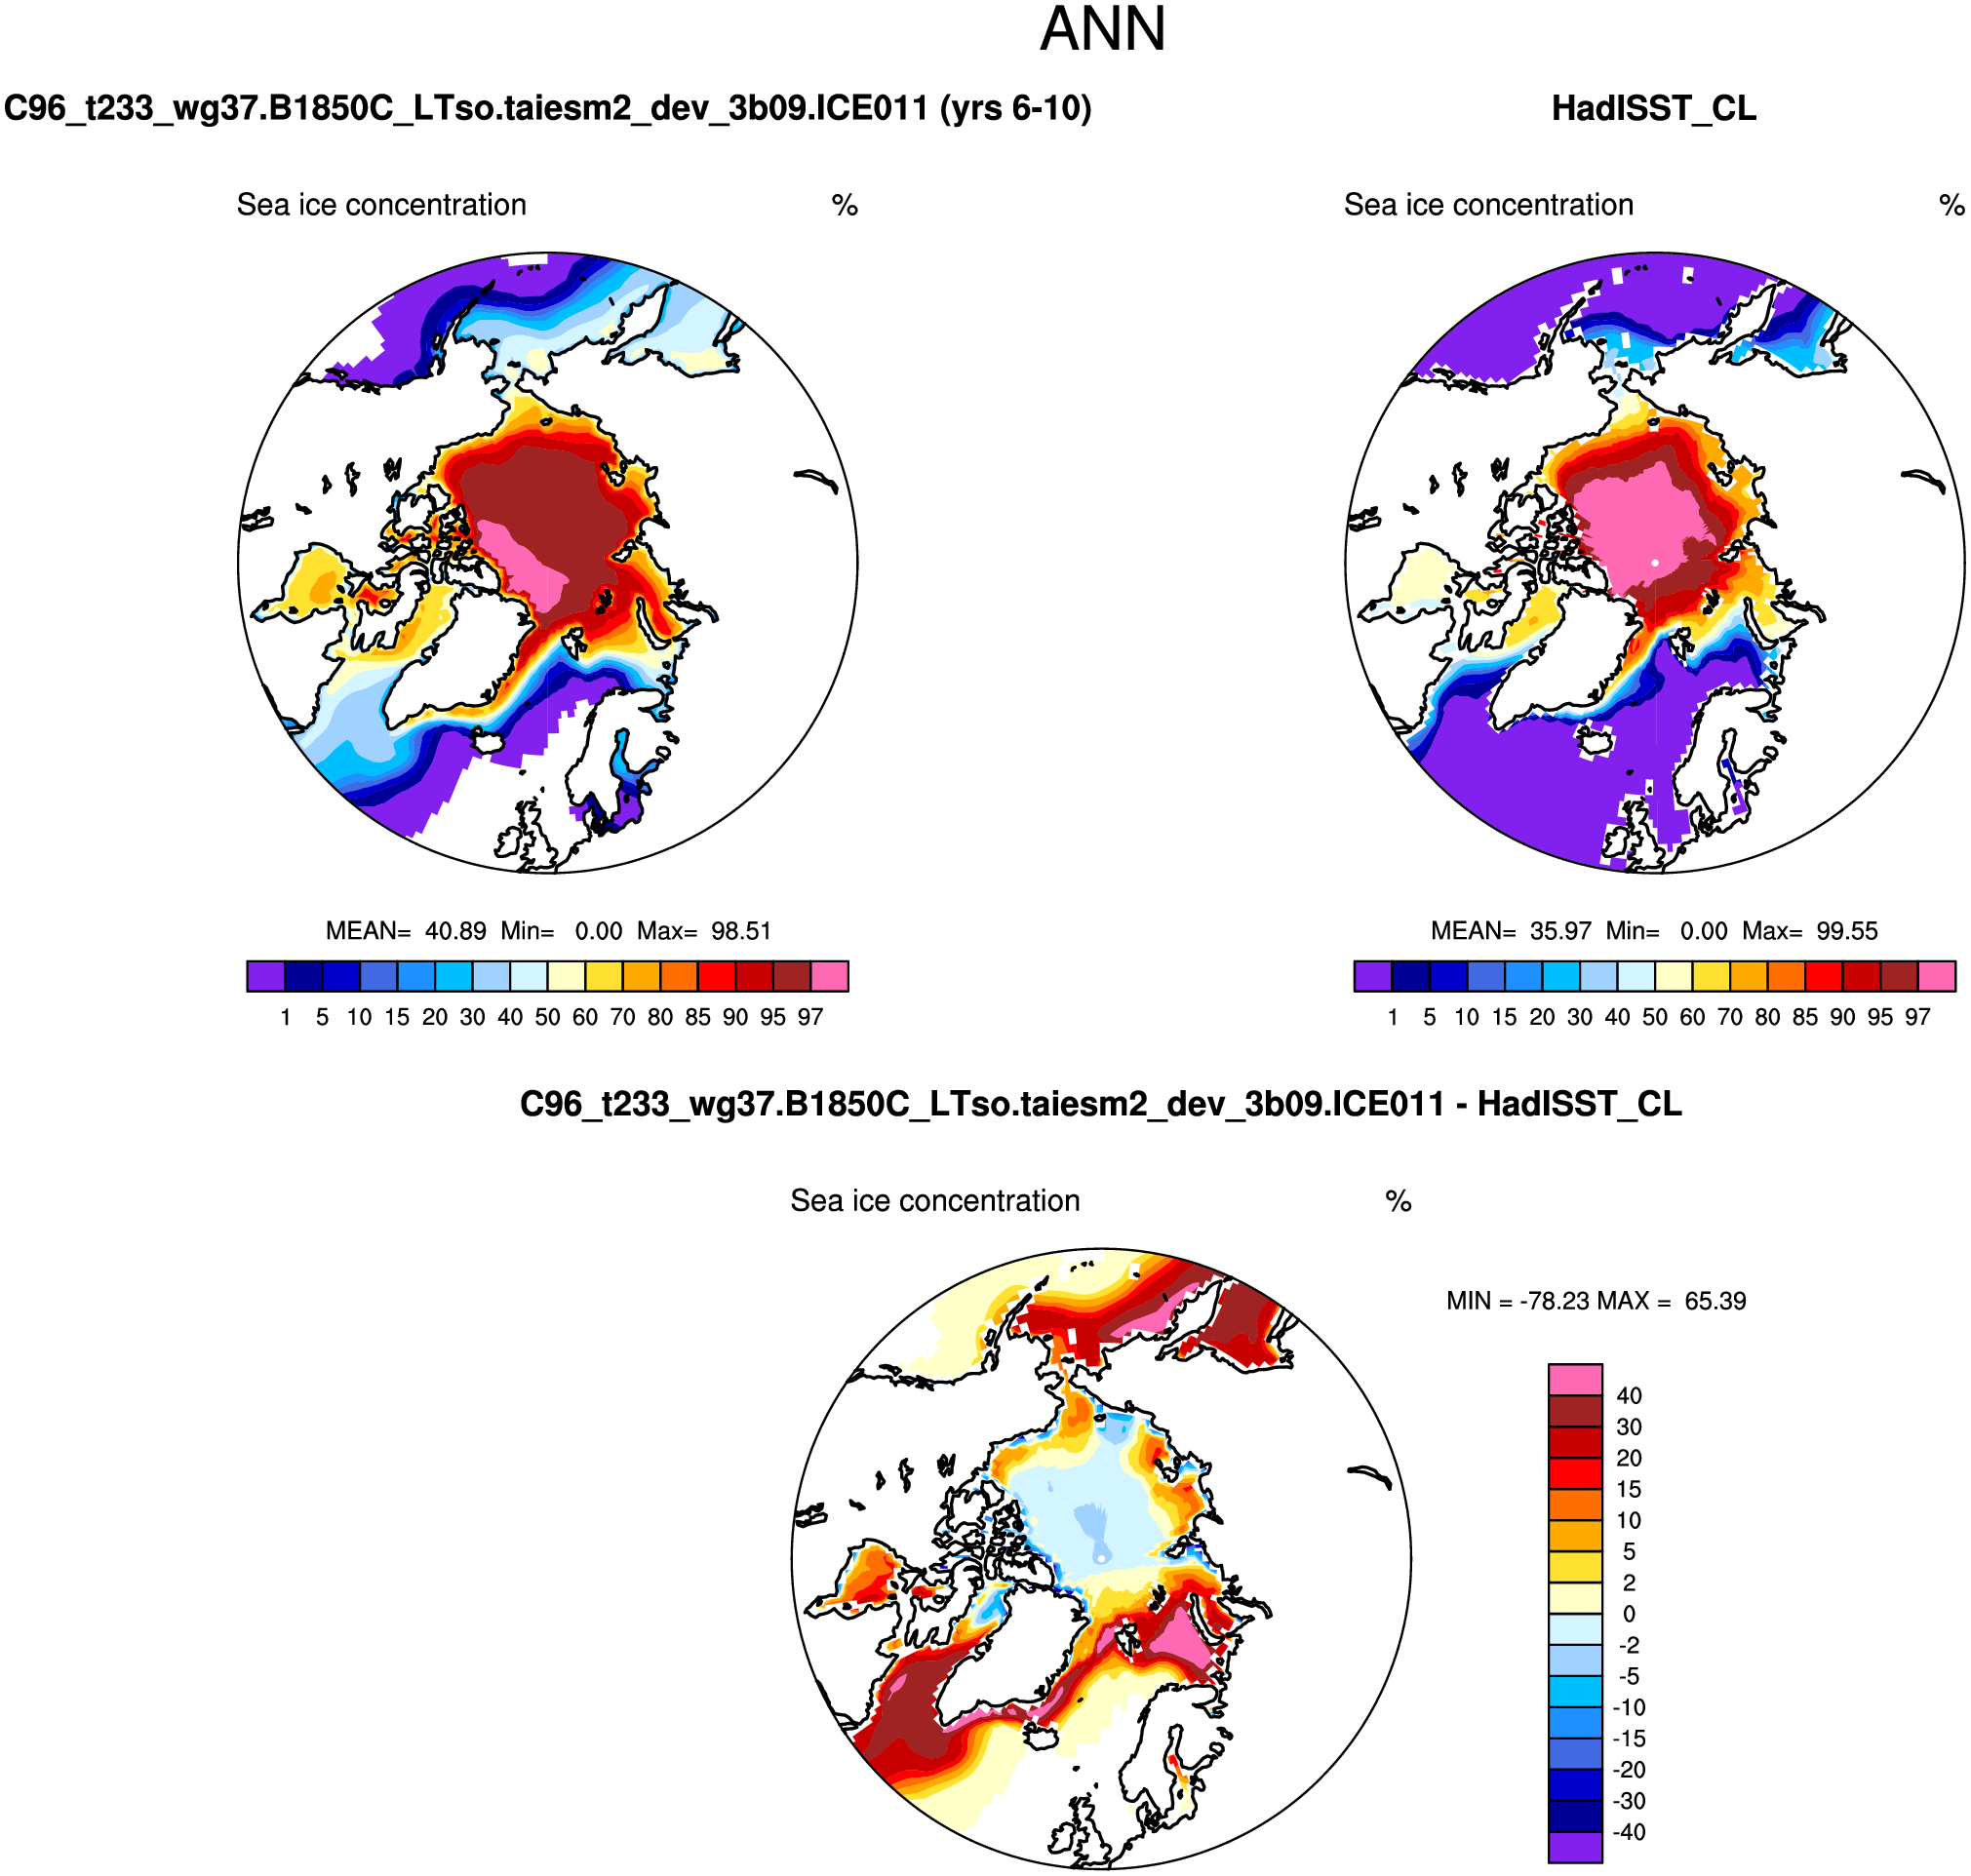 ANN
C96_t233_wg37.B1850C_LTso.taiesm2_dev_3b09.ICE011 (yrs 6-10)
HadISST_CL
Sea ice concentration %
Sea ice concentration %
MEAN= 40.89 Min= 0.00 Max= 98.51
MEAN= 35.97 Min= 0.00 Max= 99.55
1 5 10 15 20 30 40 50 60 70 80 85 90 95 97
1 5 10 15 20 30 40 50 60 70 80 85 90 95 97
C96_t233_wg37.B1850C_LTso.taiesm2_dev_3b09.ICE011 - HadISST_CL
Sea ice concentration %
MIN = -78.23 MAX = 65.39
40
30
20
15
10
5
2
0
-2
-5
-10
-15
-20
-30
-40